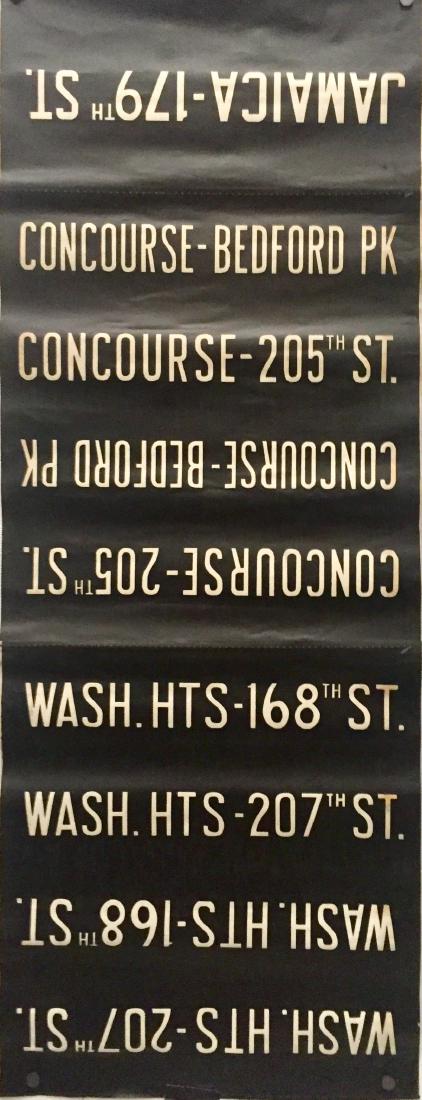 JAMAICA-179TH ST.
CONCOURSE-BEDFORD PK
CONCOURSE-205TH ST.
CONCOURSE-BEDFORD PK
CONCOURSE-205TH ST.
WASH. HTS-168TH ST.
WASH. HTS-207TH ST.
WASH. HTS-168TH ST.
WASH. HTS-207TH ST.